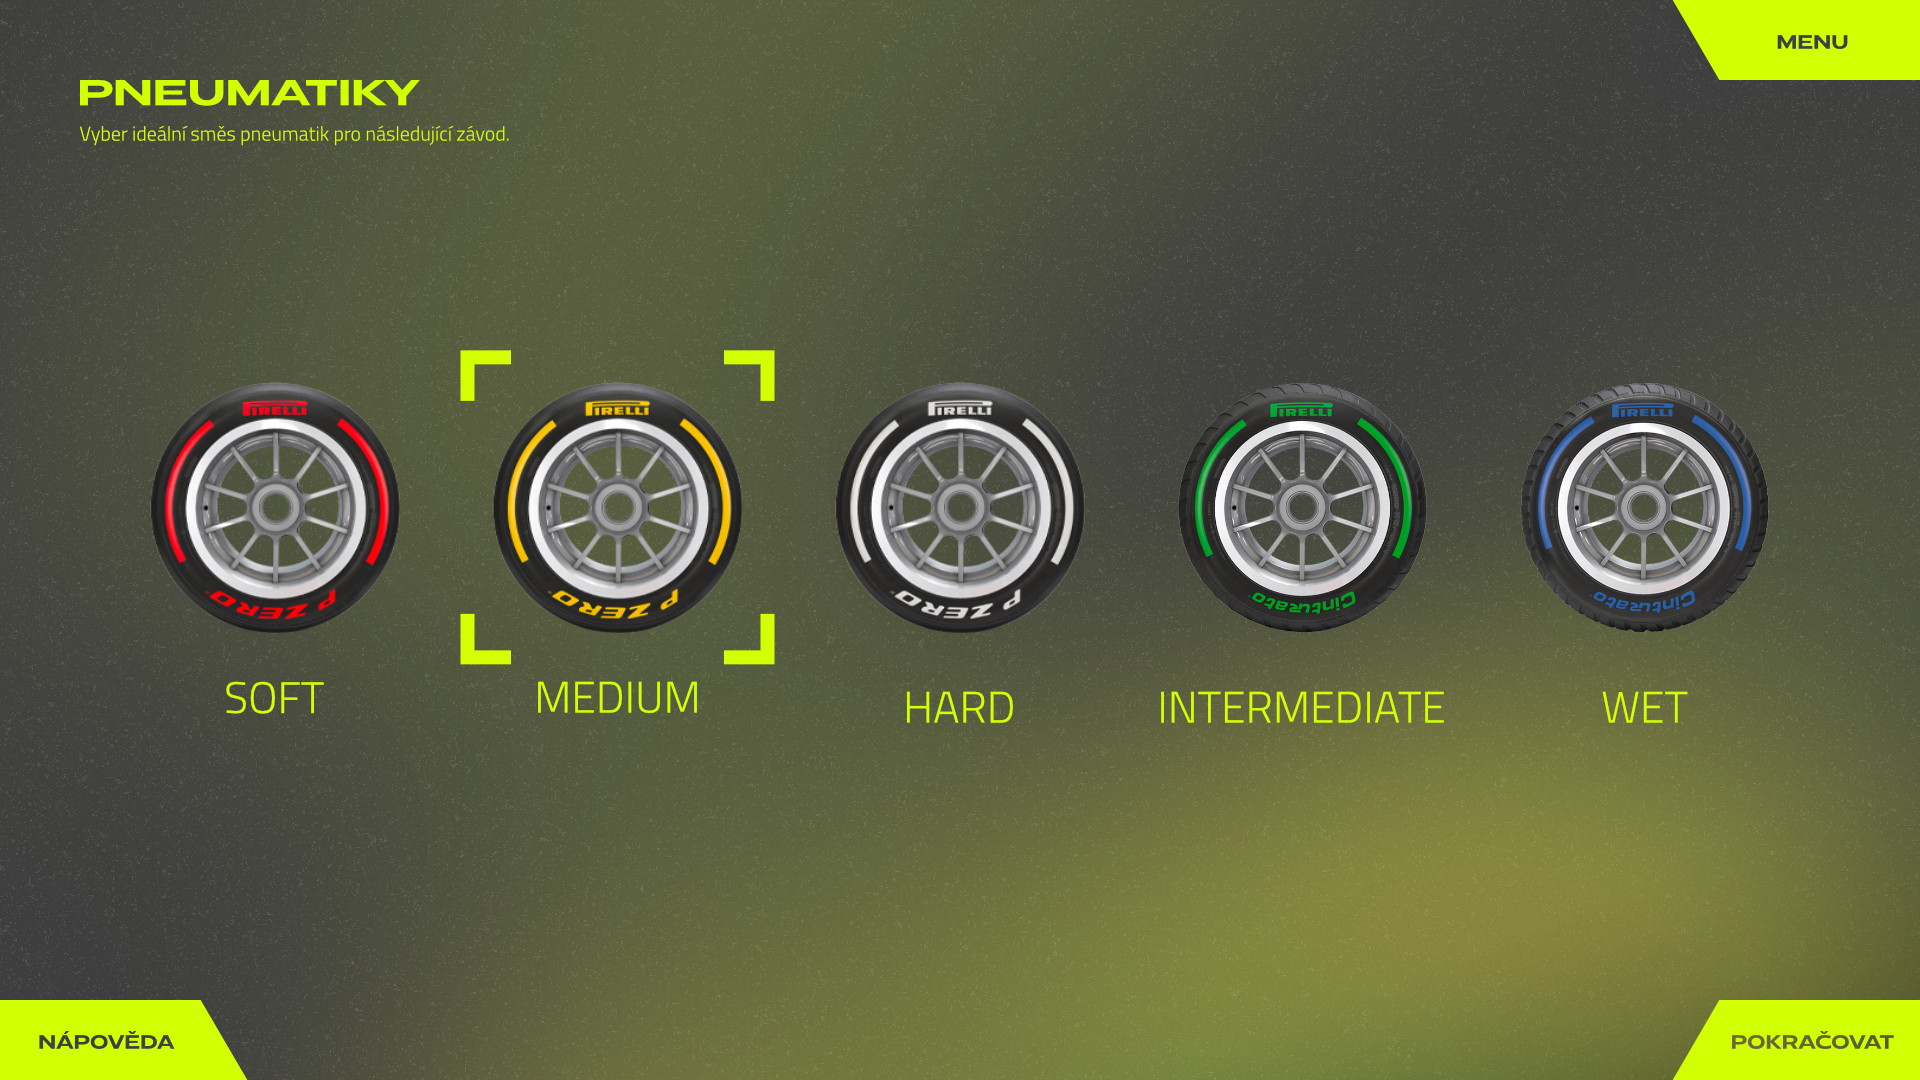 MENU
PNEUMATIKY
Vyber ideální směs pneumatik pro následující závod.
PIRELLI
PIRELLI
PIRELLI
PIRELLI
PIRELLI
P ZERO
P ZERO
P ZERO
Cinturato
Cinturato
SOFT
MEDIUM
HARD
INTERMEDIATE
WET
NÁPOVĚDA
POKRAČOVAT